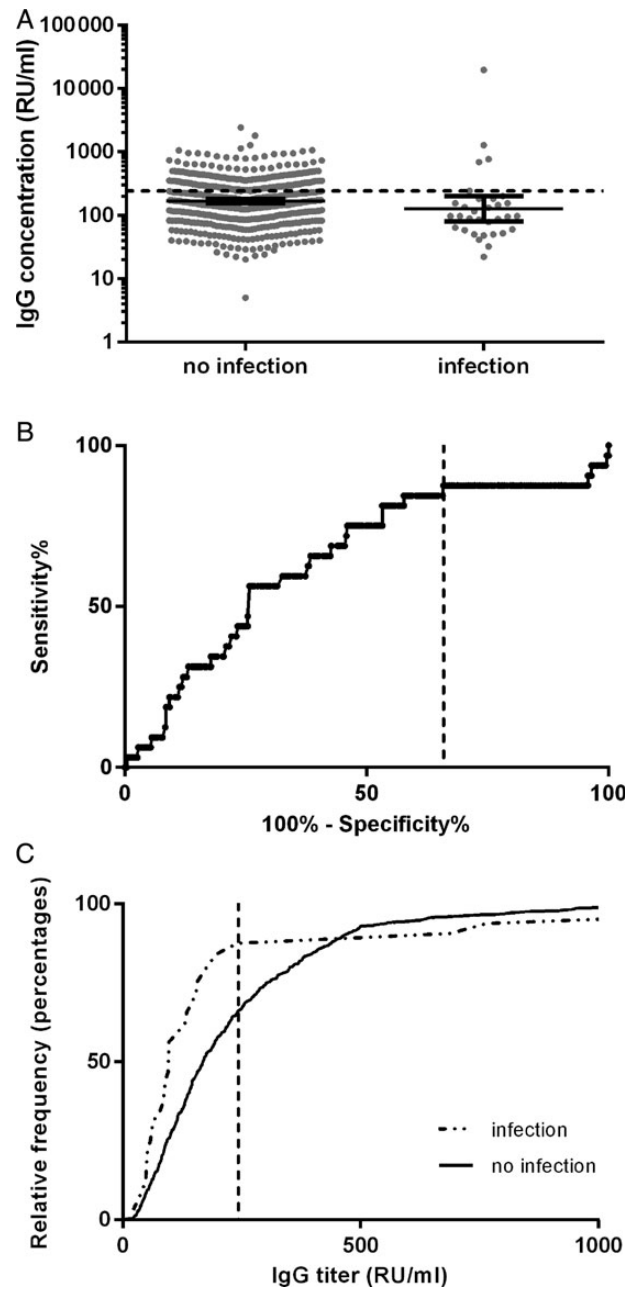 A
IgG concentration (RU/ml)
100000
10000
1000
100
10
1
no infection
infection
B
Sensitivity%
100
50
0
0
50
100
100% - Specificity%
C
Relative frequency (percentages)
100
50
0
infection
no infection
0
500
1000
IgG titer (RU/ml)